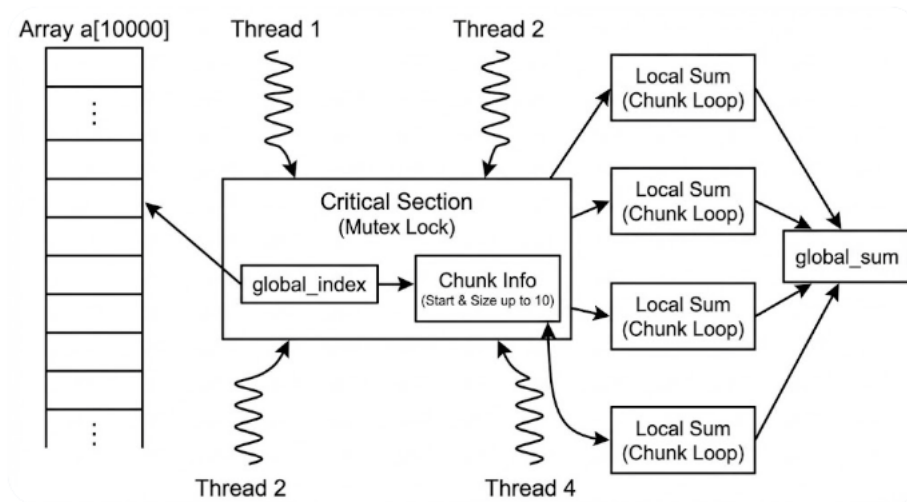 Array a[10000]
Thread 1
Thread 2
Local Sum
(Chunk Loop)
Critical Section
(Mutex Lock)
Local Sum
(Chunk Loop)
global_index
Chunk Info
(Start & Size up to 10)
global_sum
Local Sum
(Chunk Loop)
Local Sum
(Chunk Loop)
Thread 2
Thread 4